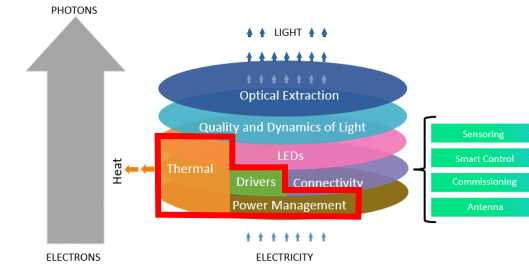 PHOTONS
LIGHT
Optical Extraction
Quality and Dynamics of Light
LEDs
Thermal
Heat
Drivers
Connectivity
Power Management
Sensoring
Smart Control
Commissioning
Antenna
ELECTRONS
ELECTRICITY